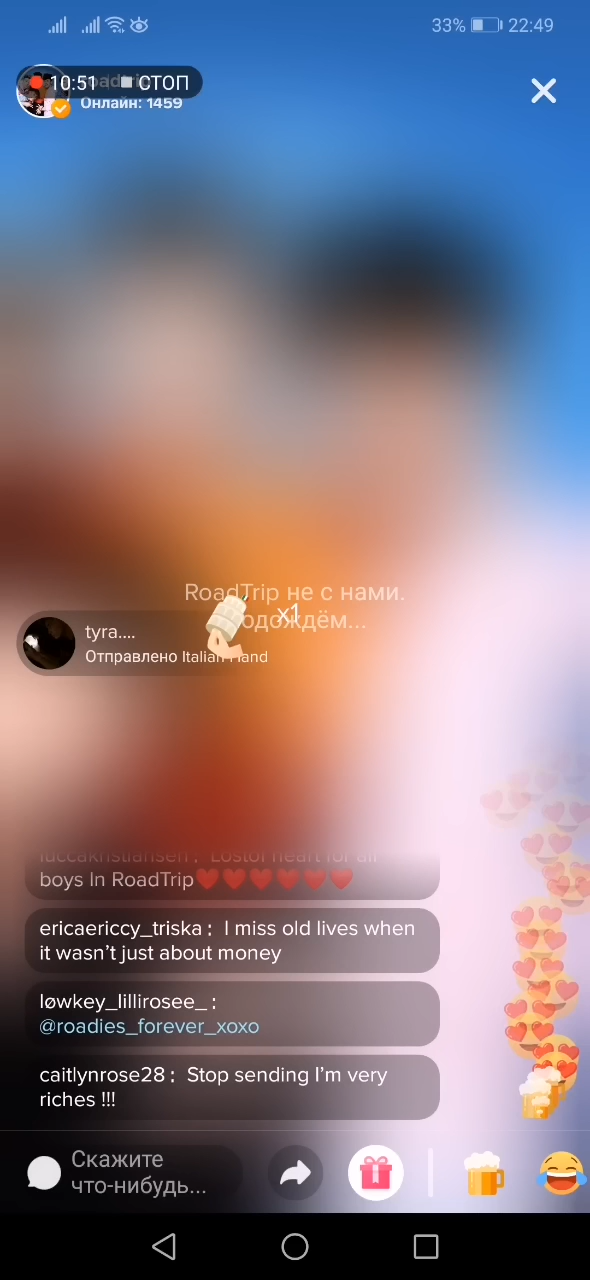 33% 22:49
10:51 СТОП
Онлайн: 1459
RoadTrip не с нами.
Подождём...
x1
tyra....
Отправлено Italian Hand
luccakristiansen : Lostof heart for all
boys In RoadTrip❤️❤️❤️❤️❤️❤️
ericaericcy_triska : I miss old lives when
it wasn't just about money
løwkey_lillirosee_ :
@roadies_forever_xoxo
caitlynrose28 : Stop sending I'm very
riches !!!
Скажите
что-нибудь...